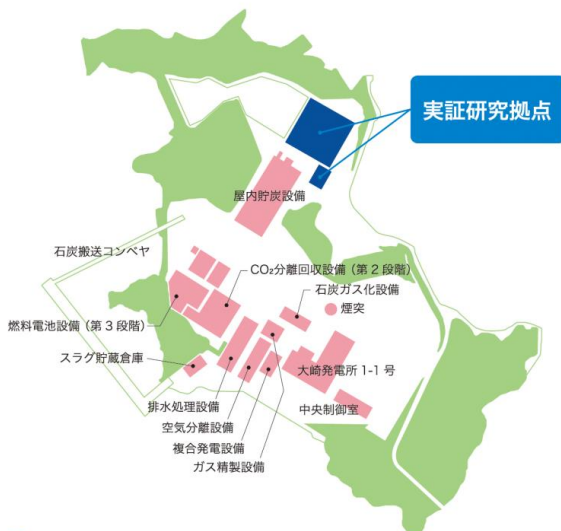 実証研究拠点
屋内貯炭設備
石炭搬送コンベヤ
CO₂分離回収設備（第2段階）
石炭ガス化設備
煙突
燃料電池設備（第3段階）
スラグ貯蔵倉庫
大崎発電所 1-1 号
排水処理設備
中央制御室
空気分離設備
複合発電設備
ガス精製設備